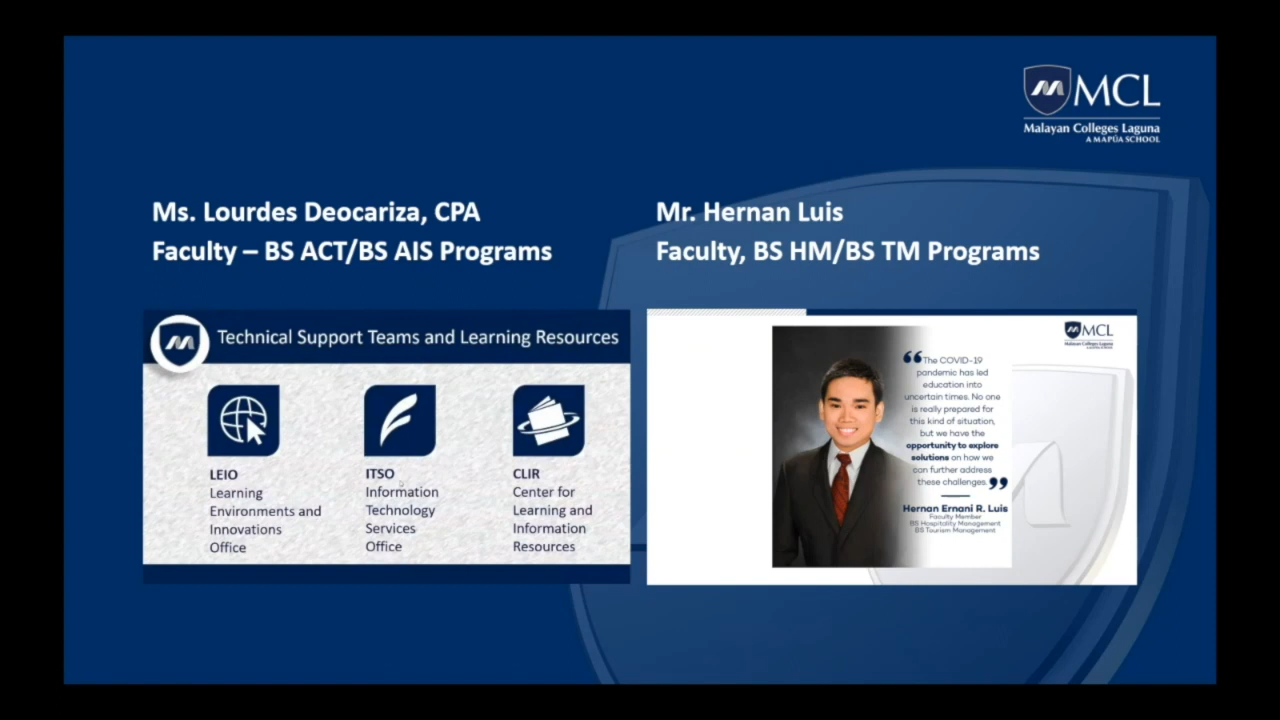 MCL
Malayan Colleges Laguna
A MAPÚA SCHOOL
Ms. Lourdes Deocariza, CPA
Faculty – BS ACT/BS AIS Programs
Mr. Hernan Luis
Faculty, BS HM/BS TM Programs
Technical Support Teams and Learning Resources
LEIO
Learning
Environments and
Innovations
Office
ITSO
Information
Technology
Services
Office
CLIR
Center for
Learning and
Information
Resources
MCL
Malayan Colleges Laguna
“The COVID-19
pandemic has led
education into
uncertain times. No one
is really prepared for
this kind of situation,
but we have the
opportunity to explore
solutions on how we
can further address
these challenges.”
Hernan Ernani R. Luis
Faculty Member
BS Hospitality Management
BS Tourism Management